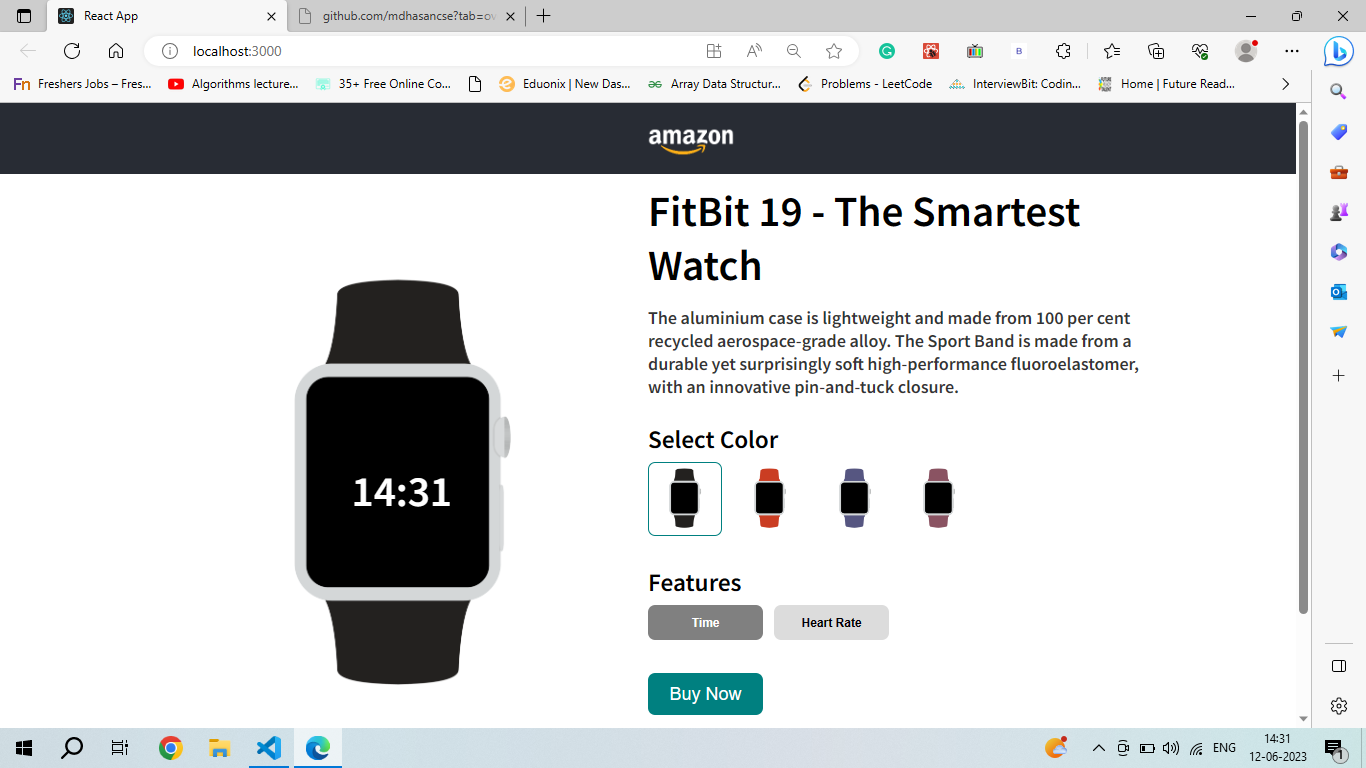 React App
github.com/mdhasancse?tab=ov
localhost:3000
Freshers Jobs – Fres...
Algorithms lecture...
35+ Free Online Co...
Eduonix | New Das...
Array Data Structur...
Problems - LeetCode
InterviewBit: Codin...
Home | Future Read...
amazon
FitBit 19 - The Smartest
Watch
The aluminium case is lightweight and made from 100 per cent
recycled aerospace-grade alloy. The Sport Band is made from a
durable yet surprisingly soft high-performance fluoroelastomer,
with an innovative pin-and-tuck closure.
14:31
Select Color
Features
Time
Heart Rate
Buy Now
ENG
14:31
12-06-2023
1